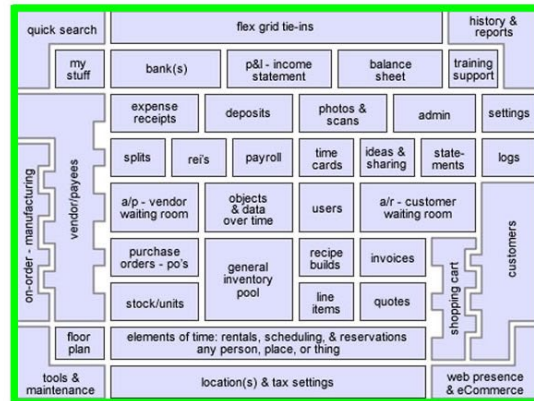 quick search
flex grid tie-ins
history &
reports
my
stuff
bank(s)
p&l - income
statement
balance
sheet
training
support
expense
receipts
deposits
photos &
scans
admin
settings
splits
rei's
payroll
time
cards
ideas &
sharing
state-
ments
logs
on-order - manufacturing
vendor/payees
a/p - vendor
waiting room
objects
& data
over time
users
a/r - customer
waiting room
customers
purchase
orders - po's
general
inventory
pool
recipe
builds
invoices
shopping cart
stock/units
line
items
quotes
floor
plan
elements of time: rentals, scheduling, & reservations
any person, place, or thing
tools &
maintenance
location(s) & tax settings
web presence
& eCommerce